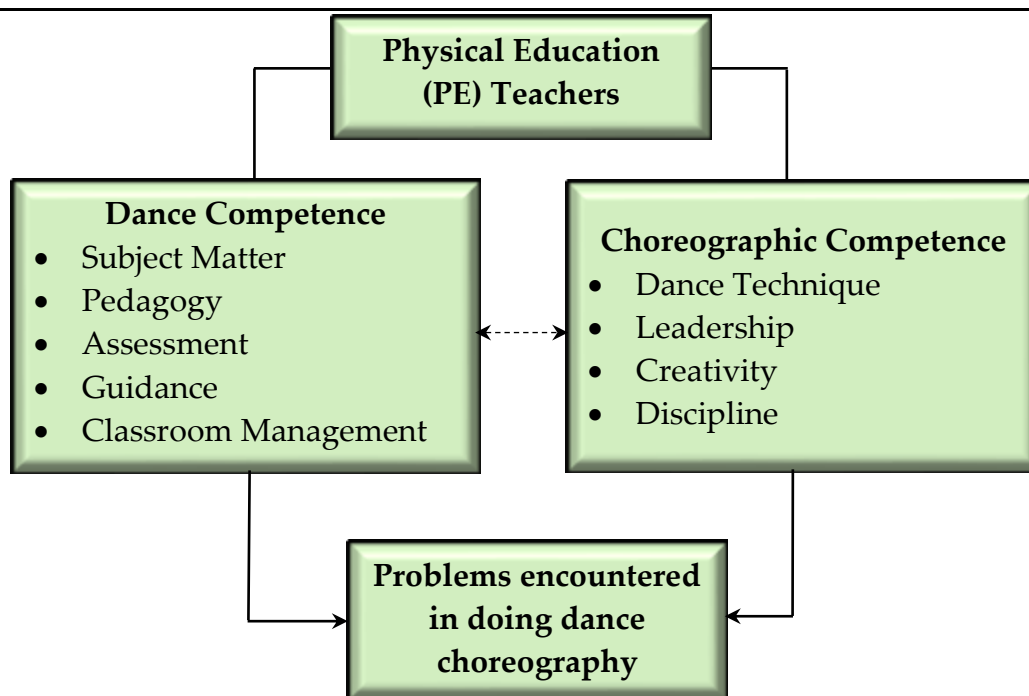 Physical Education
(PE) Teachers
Dance Competence
• Subject Matter
• Pedagogy
• Assessment
• Guidance
• Classroom Management
Choreographic Competence
• Dance Technique
• Leadership
• Creativity
• Discipline
Problems encountered
in doing dance
choreography